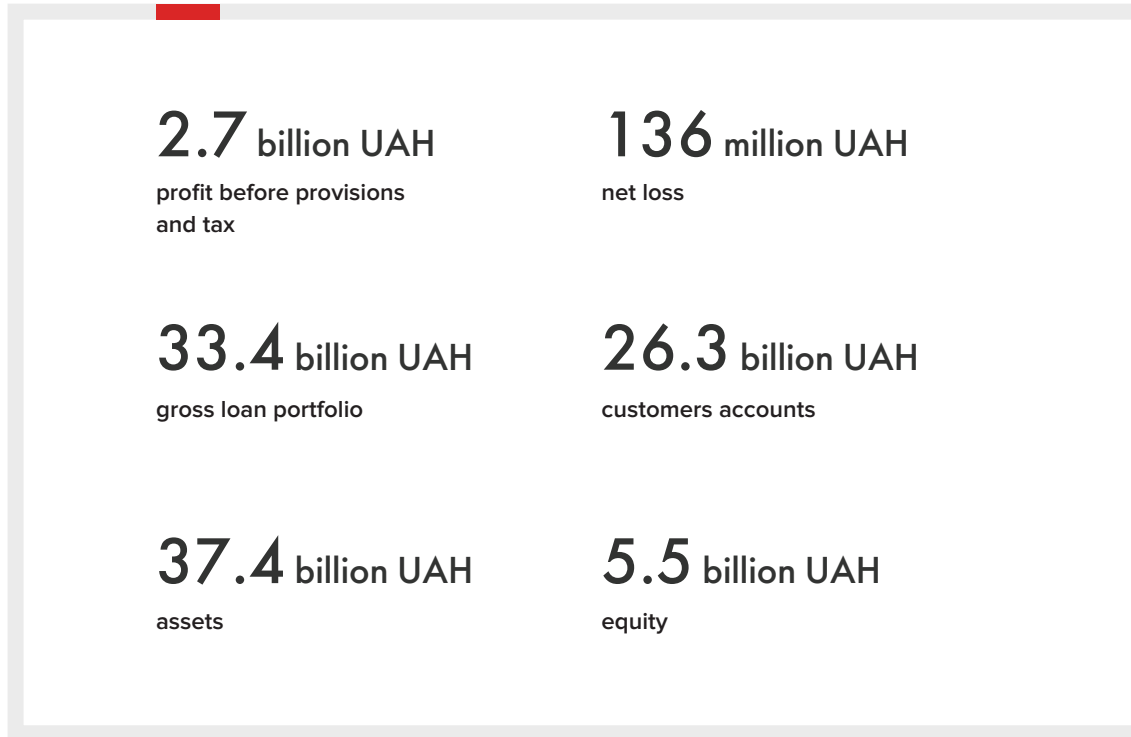 2.7 billion UAH
profit before provisions
and tax
136 million UAH
net loss
33.4 billion UAH
gross loan portfolio
26.3 billion UAH
customers accounts
37.4 billion UAH
assets
5.5 billion UAH
equity